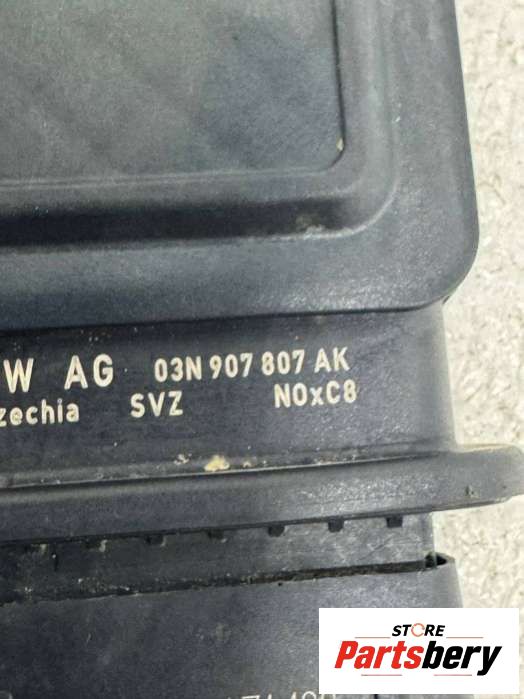 W AG 03N 907 807 AK
zechia SVZ NOxC8
STORE
Partsbery